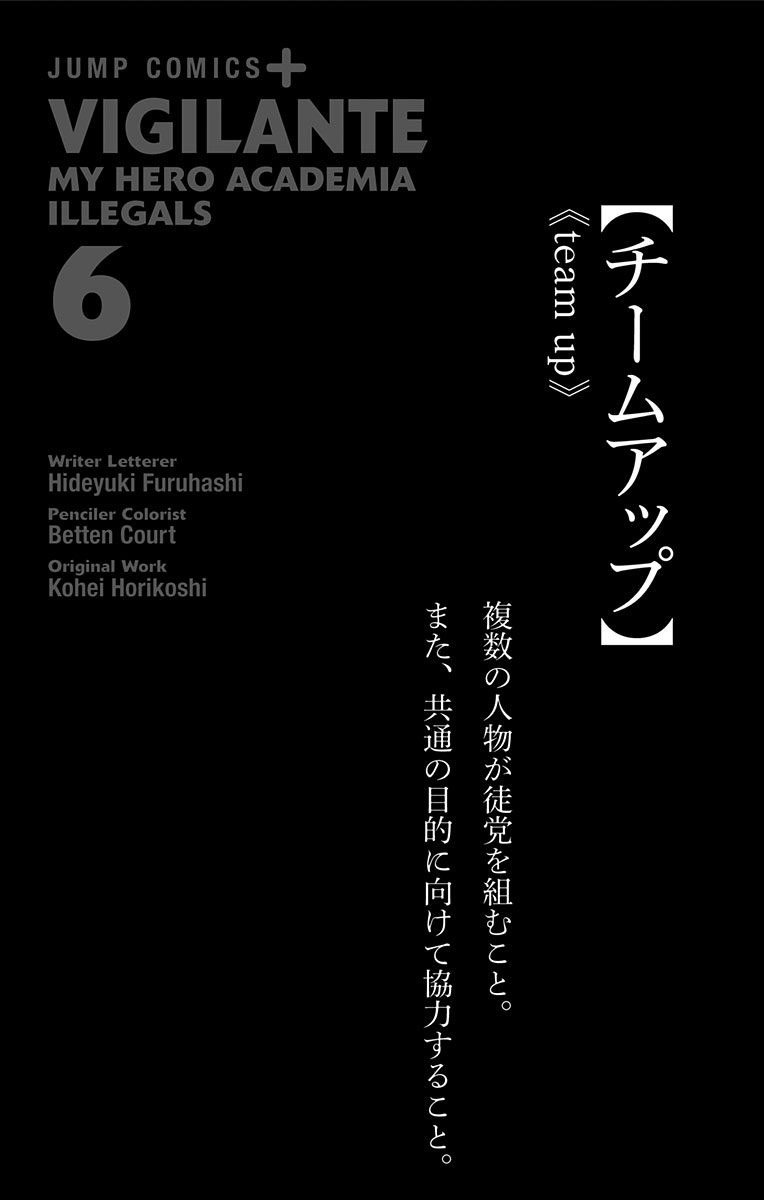 JUMP COMICS+
VIGILANTE
MY HERO ACADEMIA
ILLEGALS
6
Writer Letterer
Hideyuki Furuhashi
Penciler Colorist
Betten Court
Original Work
Kohei Horikoshi
【チームアップ】
《team up》
複数の人物が徒党を組むこと。
また、共通の目的に向けて協力すること。